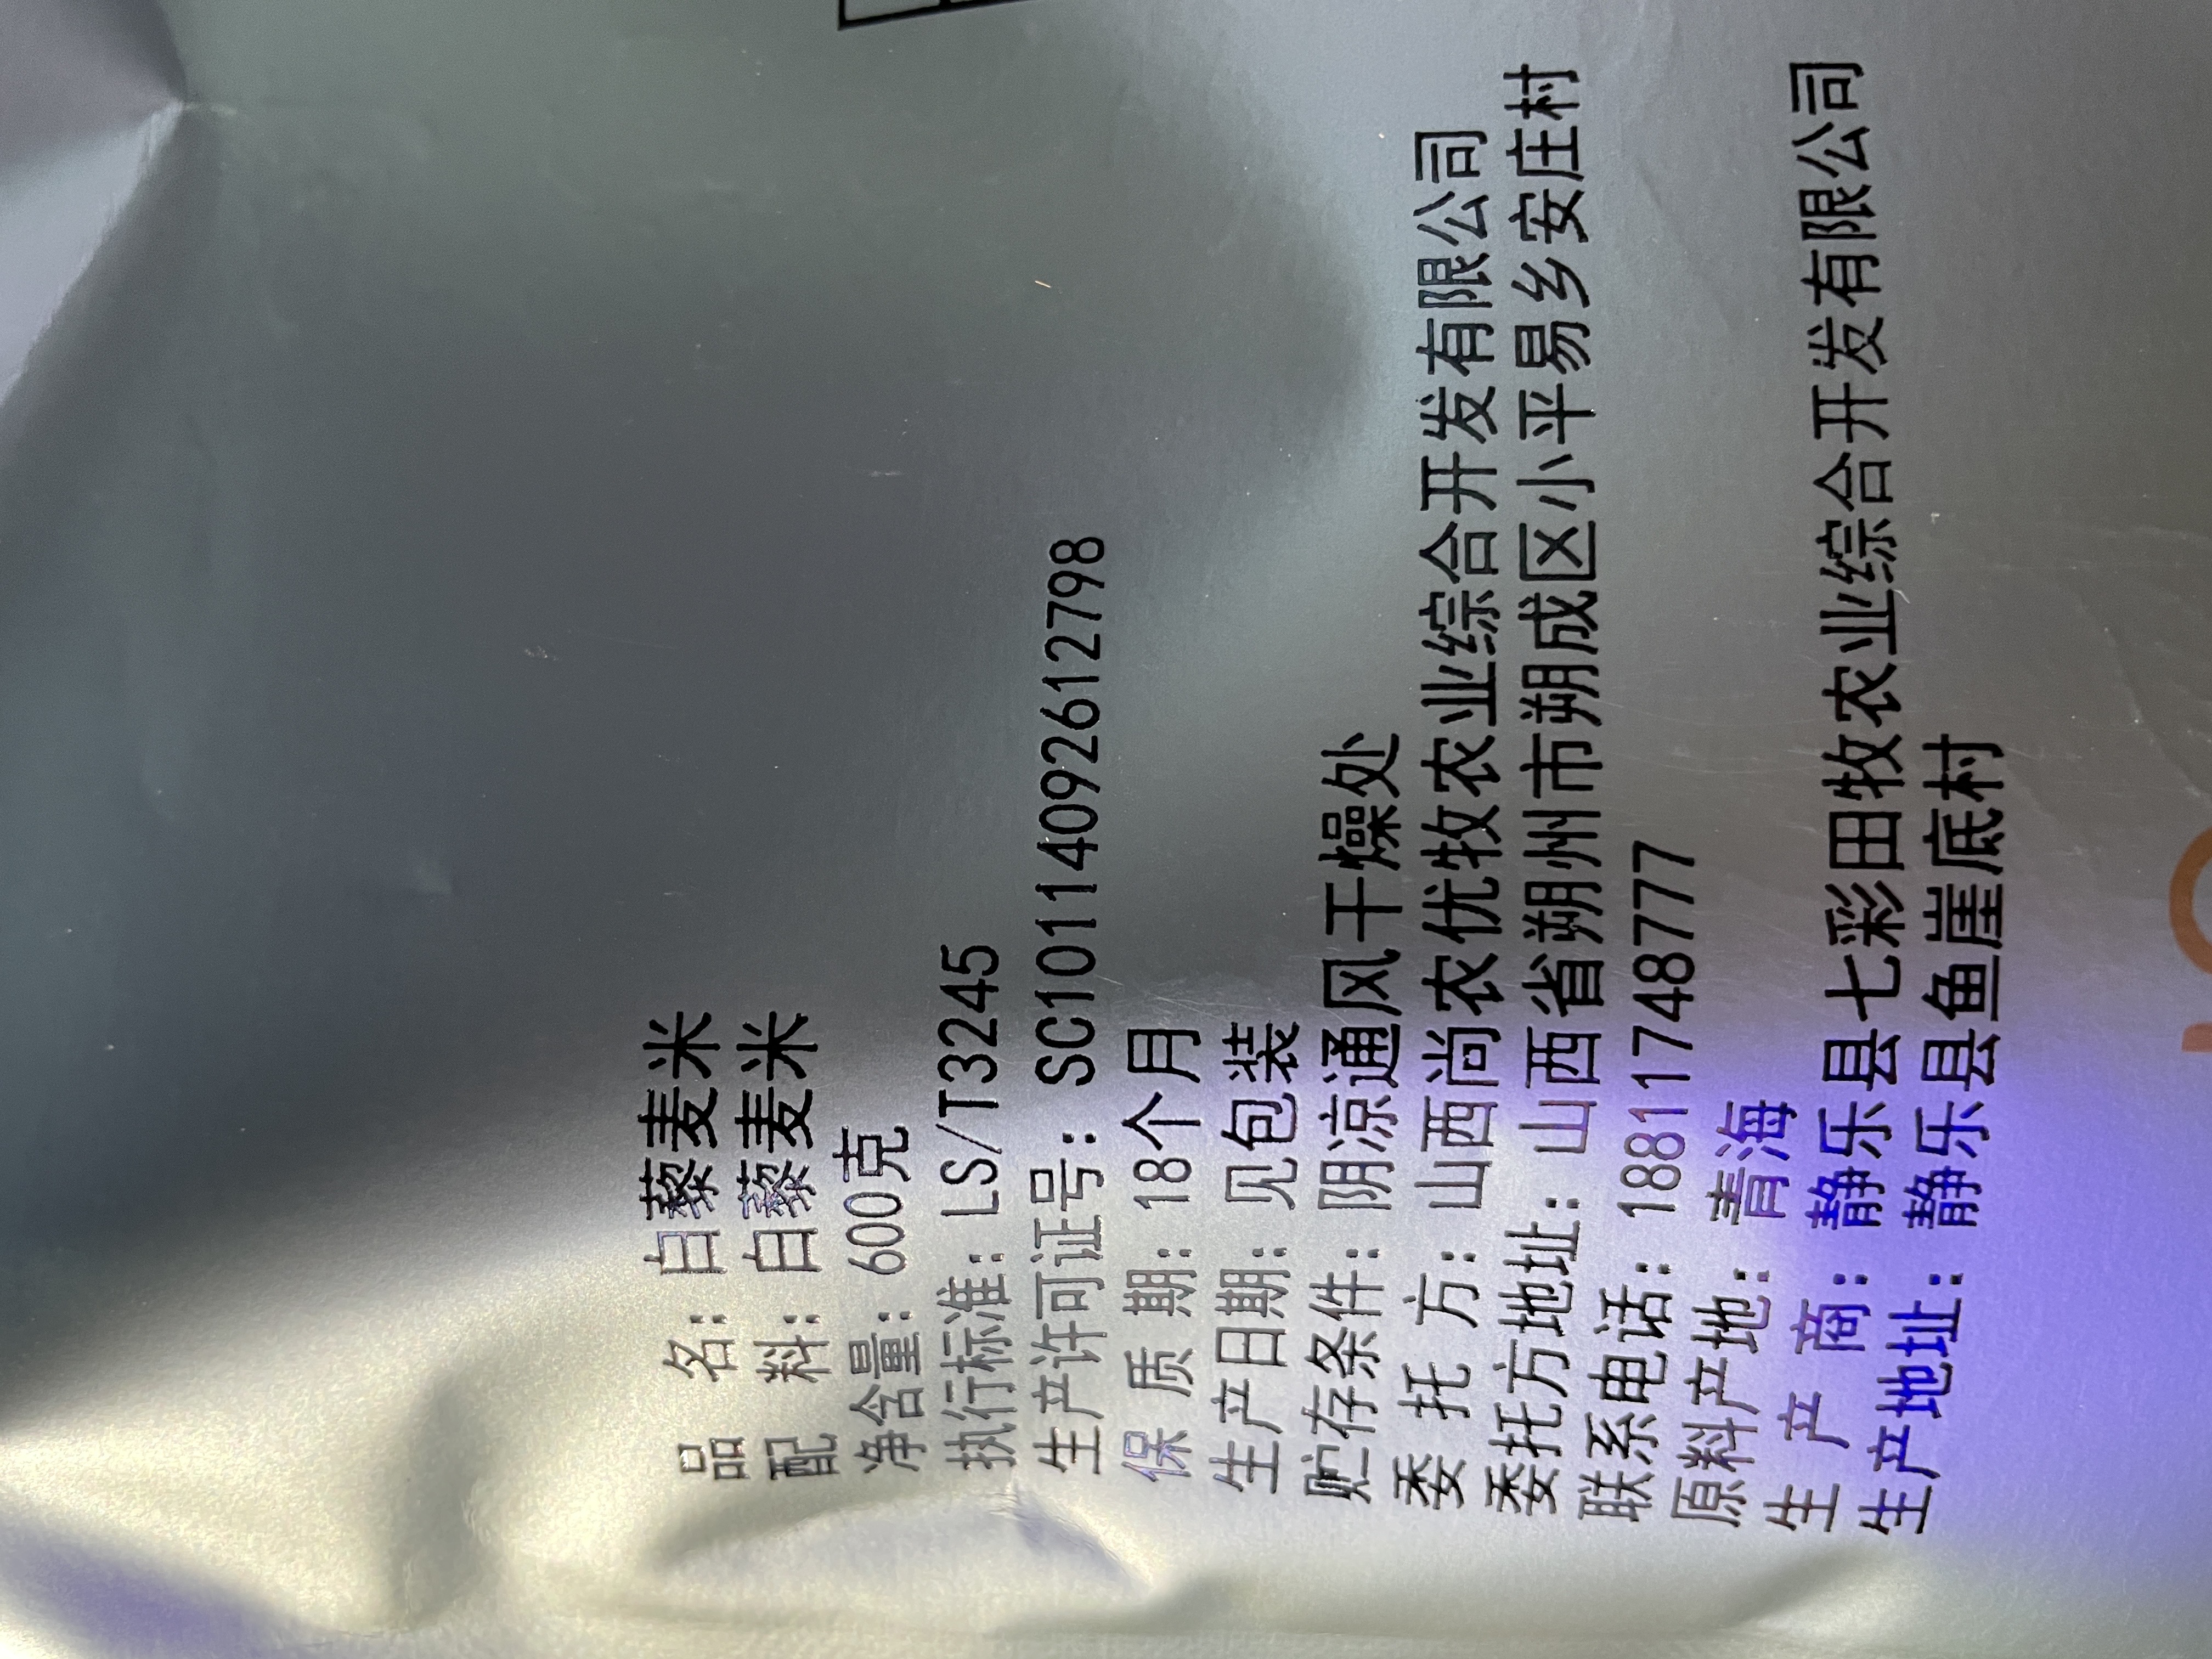 品 名：白藜麦米
配 料：白藜麦米
净含量：600克
执行标准：LS/T3245
生产许可证号：SC10114092612798
保 质 期：18个月
生产日期：见包装
贮存条件：阴凉通风干燥处
委 托 方：山西尚农优牧农业综合开发有限公司
委托方地址：山西省朔州市朔成区小平易乡安庄村
联系电话：18811748777
原料产地：青海
生 产 商：静乐县七彩田牧农业综合开发有限公司
生产地址：静乐县鱼崖底村